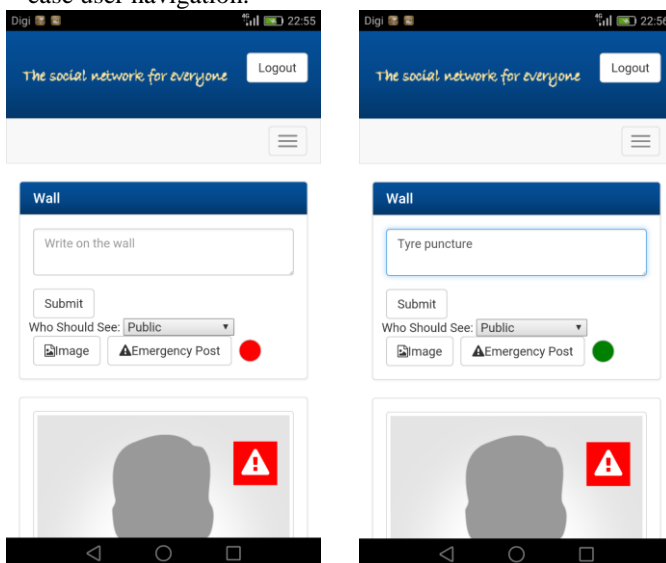 ease user navigation.
Digi 4G 22:55
The social network for everyone
Logout
Wall
Write on the wall
Submit
Who Should See: Public
Image
Emergency Post
Digi 4G 22:56
The social network for everyone
Logout
Wall
Tyre puncture
Submit
Who Should See: Public
Image
Emergency Post